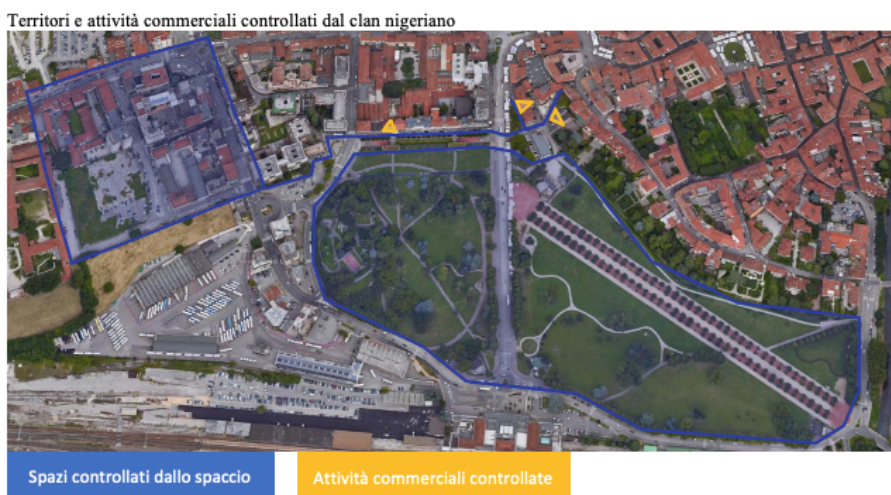 Territori e attività commerciali controllati dal clan nigeriano
Spazi controllati dallo spaccio
Attività commerciali controllate